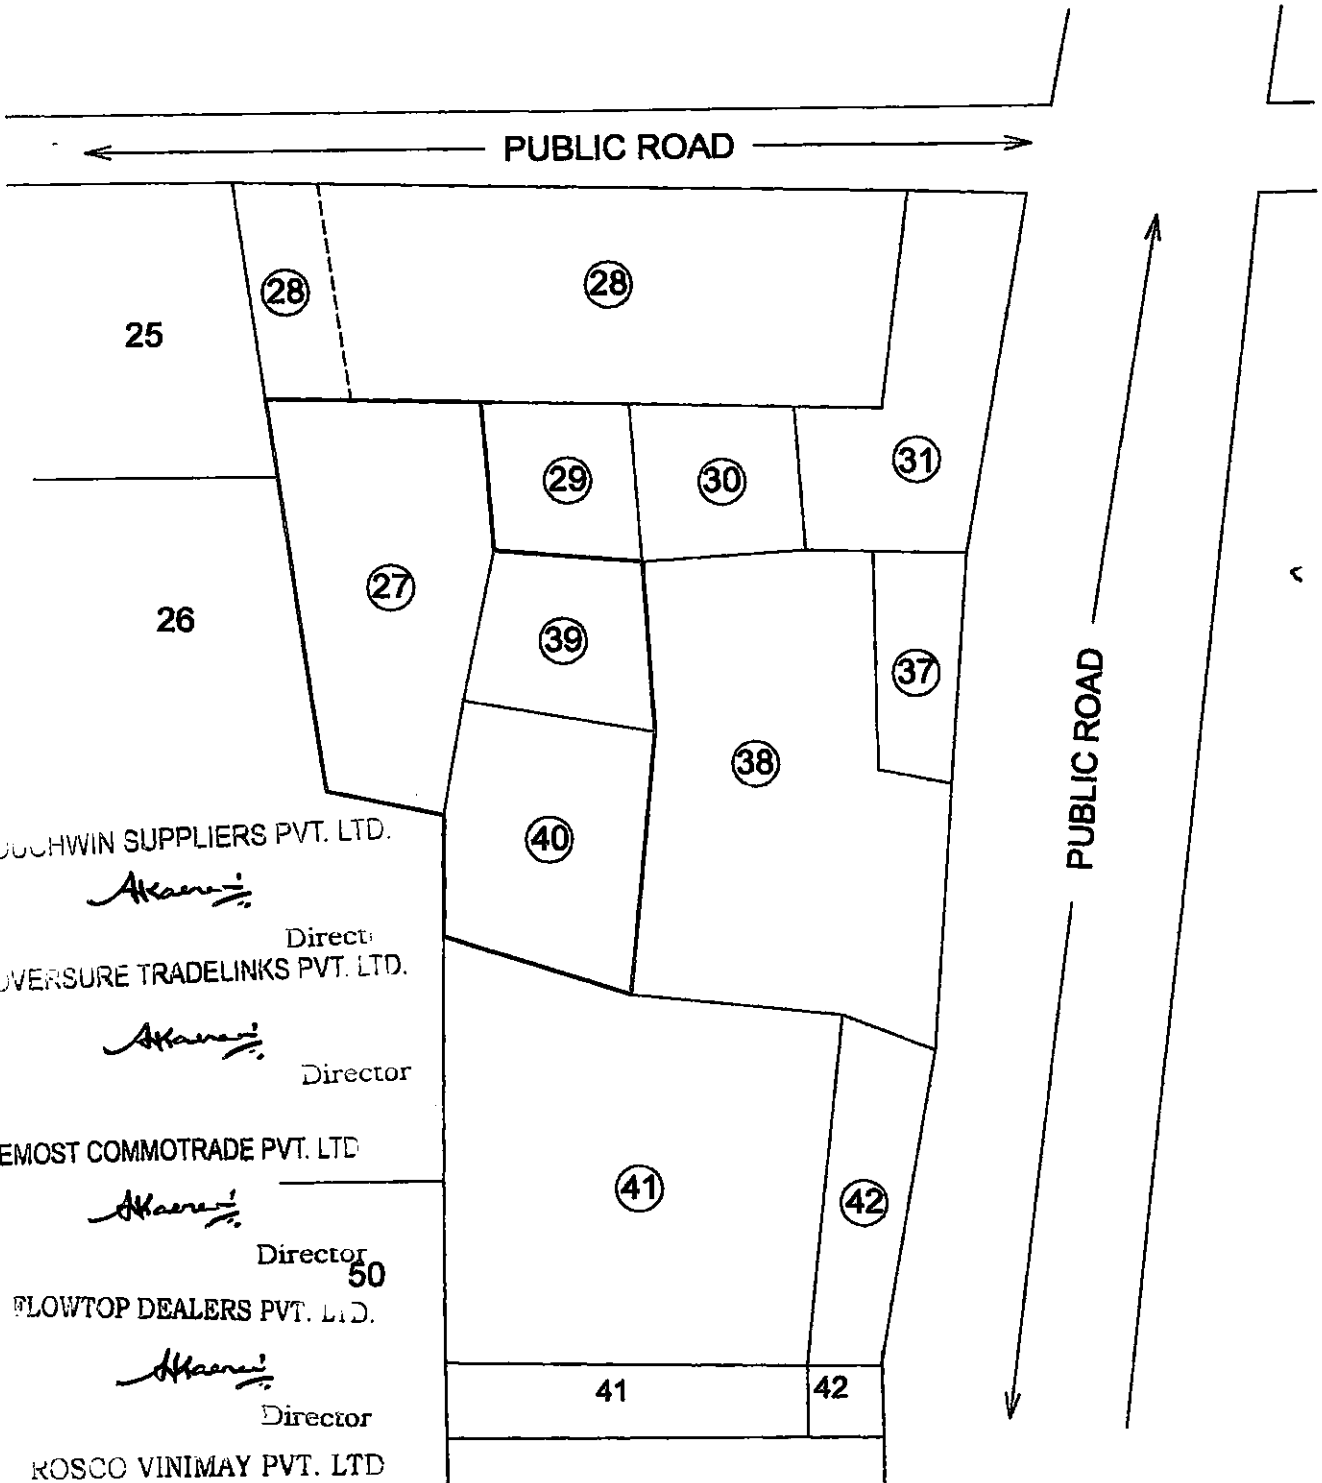 PUBLIC ROAD
28
28
25
31
29
30
27
26
39
37
38
PUBLIC ROAD
40
SUPPLIERS PVT. LTD.
TRADELINKS PVT. LTD.
Director
COMMOTRADE PVT. LTD
41
42
Director
50
FLOWTOP DEALERS PVT. LTD.
41
42
Director
ROSCO VINIMAY PVT. LTD